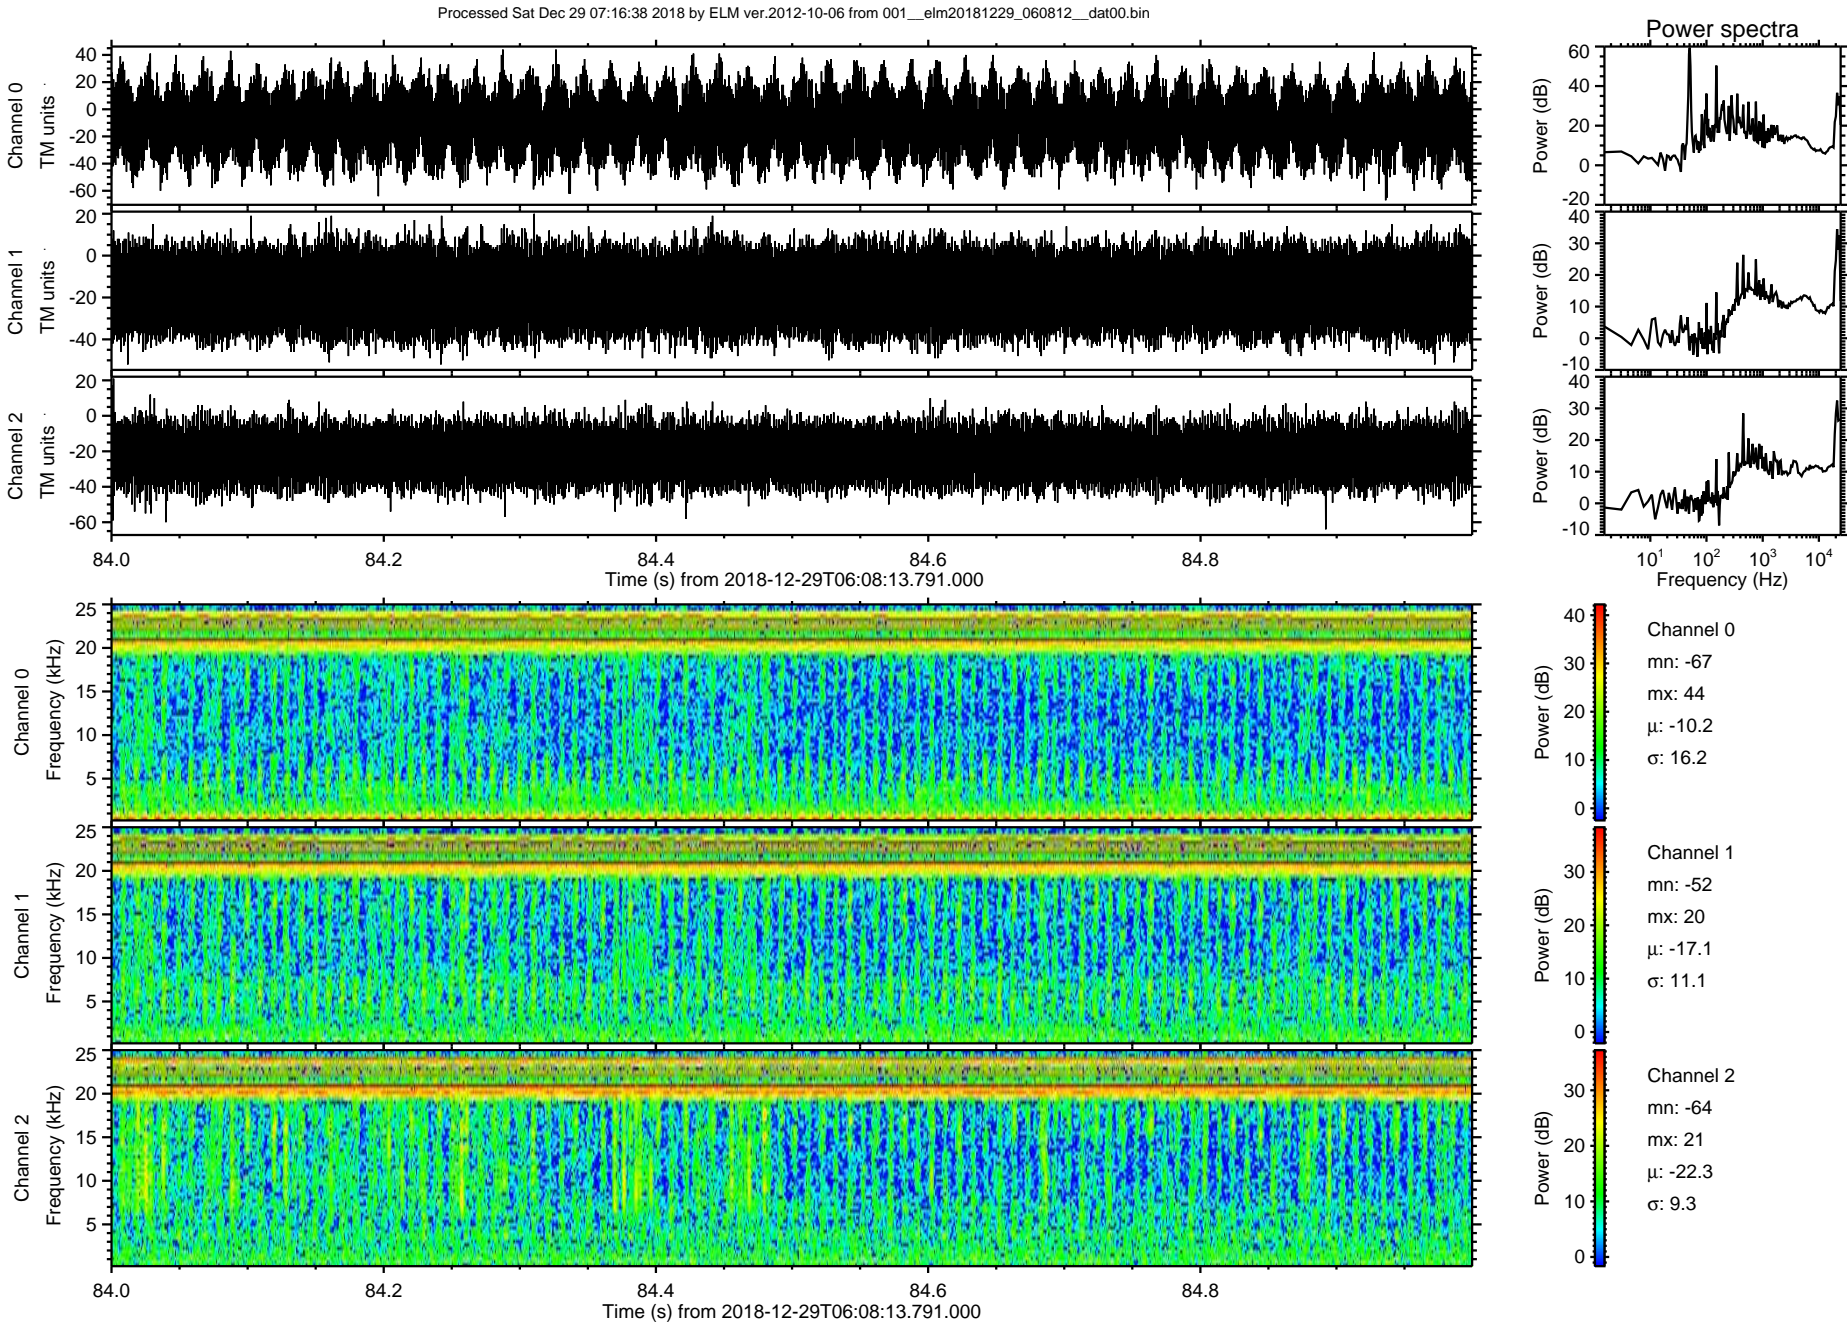 Processed Sat Dec 29 07:16:38 2018 by ELM ver.2012-10-06 from 001__elm20181229_060812__dat00.bin
Power spectra
Channel 0
TM units
40
20
0
-20
-40
-60
Power (dB)
60
40
20
0
-20
Channel 1
TM units
20
0
-20
-40
Power (dB)
40
30
20
10
0
-10
Channel 2
TM units
20
0
-20
-40
-60
Power (dB)
40
30
20
10
0
-10
84.0 84.2 84.4 84.6 84.8
Time (s) from 2018-12-29T06:08:13.791.000
10^1 10^2 10^3 10^4
Frequency (Hz)
Channel 0
Frequency (kHz)
25
20
15
10
5
Power (dB)
40
30
20
10
0
Channel 0
mn: -67
mx: 44
μ: -10.2
σ: 16.2
Channel 1
Frequency (kHz)
25
20
15
10
5
Power (dB)
30
20
10
0
Channel 1
mn: -52
mx: 20
μ: -17.1
σ: 11.1
Channel 2
Frequency (kHz)
25
20
15
10
5
Power (dB)
30
20
10
0
Channel 2
mn: -64
mx: 21
μ: -22.3
σ: 9.3
84.0 84.2 84.4 84.6 84.8
Time (s) from 2018-12-29T06:08:13.791.000